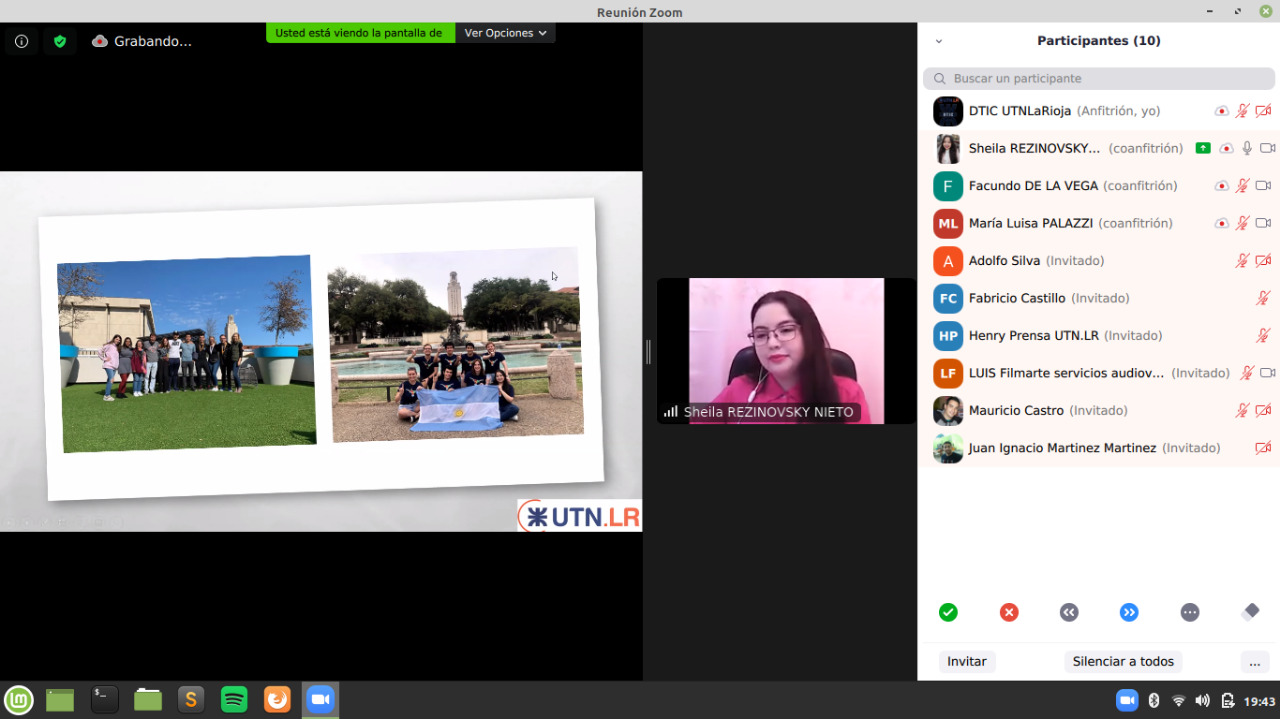 Reunión Zoom
Grabando...
Usted está viendo la pantalla de
Ver Opciones
UTN.LR
Sheila REZINOVSKY NIETO
Participantes (10)
Buscar un participante
DTIC UTNLaRioja (Anfitrión, yo)
Sheila REZINOVSKY... (coanfitrión)
F Facundo DE LA VEGA (coanfitrión)
ML María Luisa PALAZZI (coanfitrión)
A Adolfo Silva (Invitado)
FC Fabricio Castillo (Invitado)
HP Henry Prensa UTN.LR (Invitado)
LF LUIS Filmarte servicios audiov... (Invitado)
Mauricio Castro (Invitado)
Juan Ignacio Martinez Martinez (Invitado)
Invitar
Silenciar a todos
...
lm
$_
S
19:43